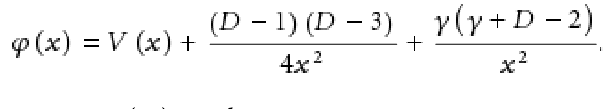 φ(x) = V(x) + (D − 1)(D − 3) / 4x² + γ(γ + D − 2) / x².